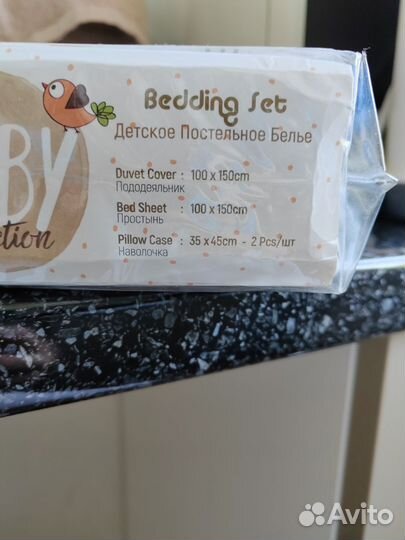 Bedding Set
Детское Постельное Белье
BY
Duvet Cover : 100 x 150cm
Пододеяльник
Bed Sheet : 100 x 150cm
Простынь
Pillow Case : 35 x 45cm - 2 Pcs/шт
Наволочка
Avito